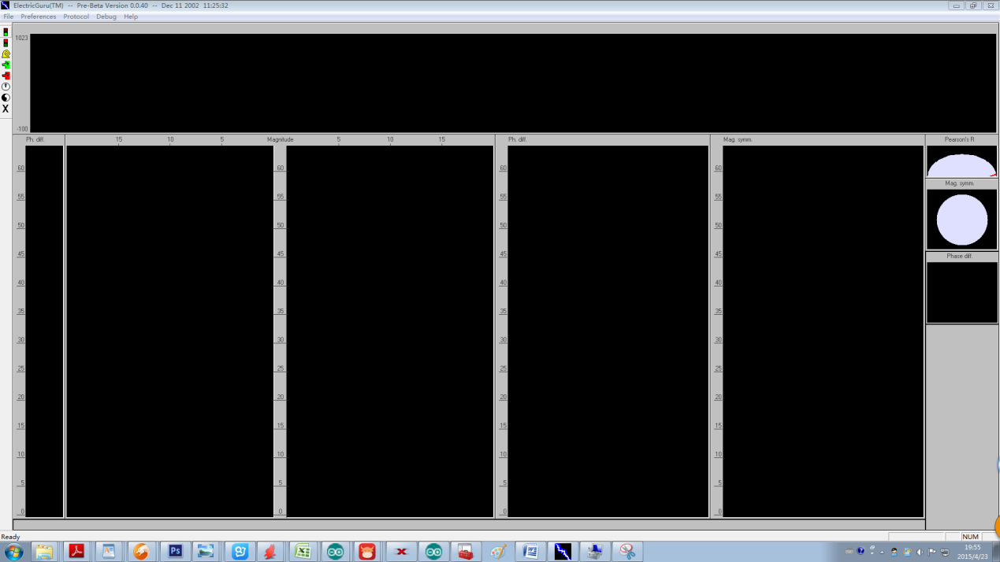 ElectricGuru(TM) -- Pre-Beta Version 0.0.40 -- Dec 11 2002 11:25:32
File Preferences Protocol Debug Help
1023
-100
Ph. diff. 15 10 5 Magnitude 5 10 15 Ph. diff. Mag. symm. Pearson's R
60 60 60 60
Mag. symm.
55 55 55 55
50 50 50 50
45 45 45 45
Phase diff.
40 40 40 40
35 35 35 35
30 30 30 30
25 25 25 25
20 20 20 20
15 15 15 15
10 10 10 10
5 5 5 5
0 0 0 0
Ready NUM
19:55
2015/4/23